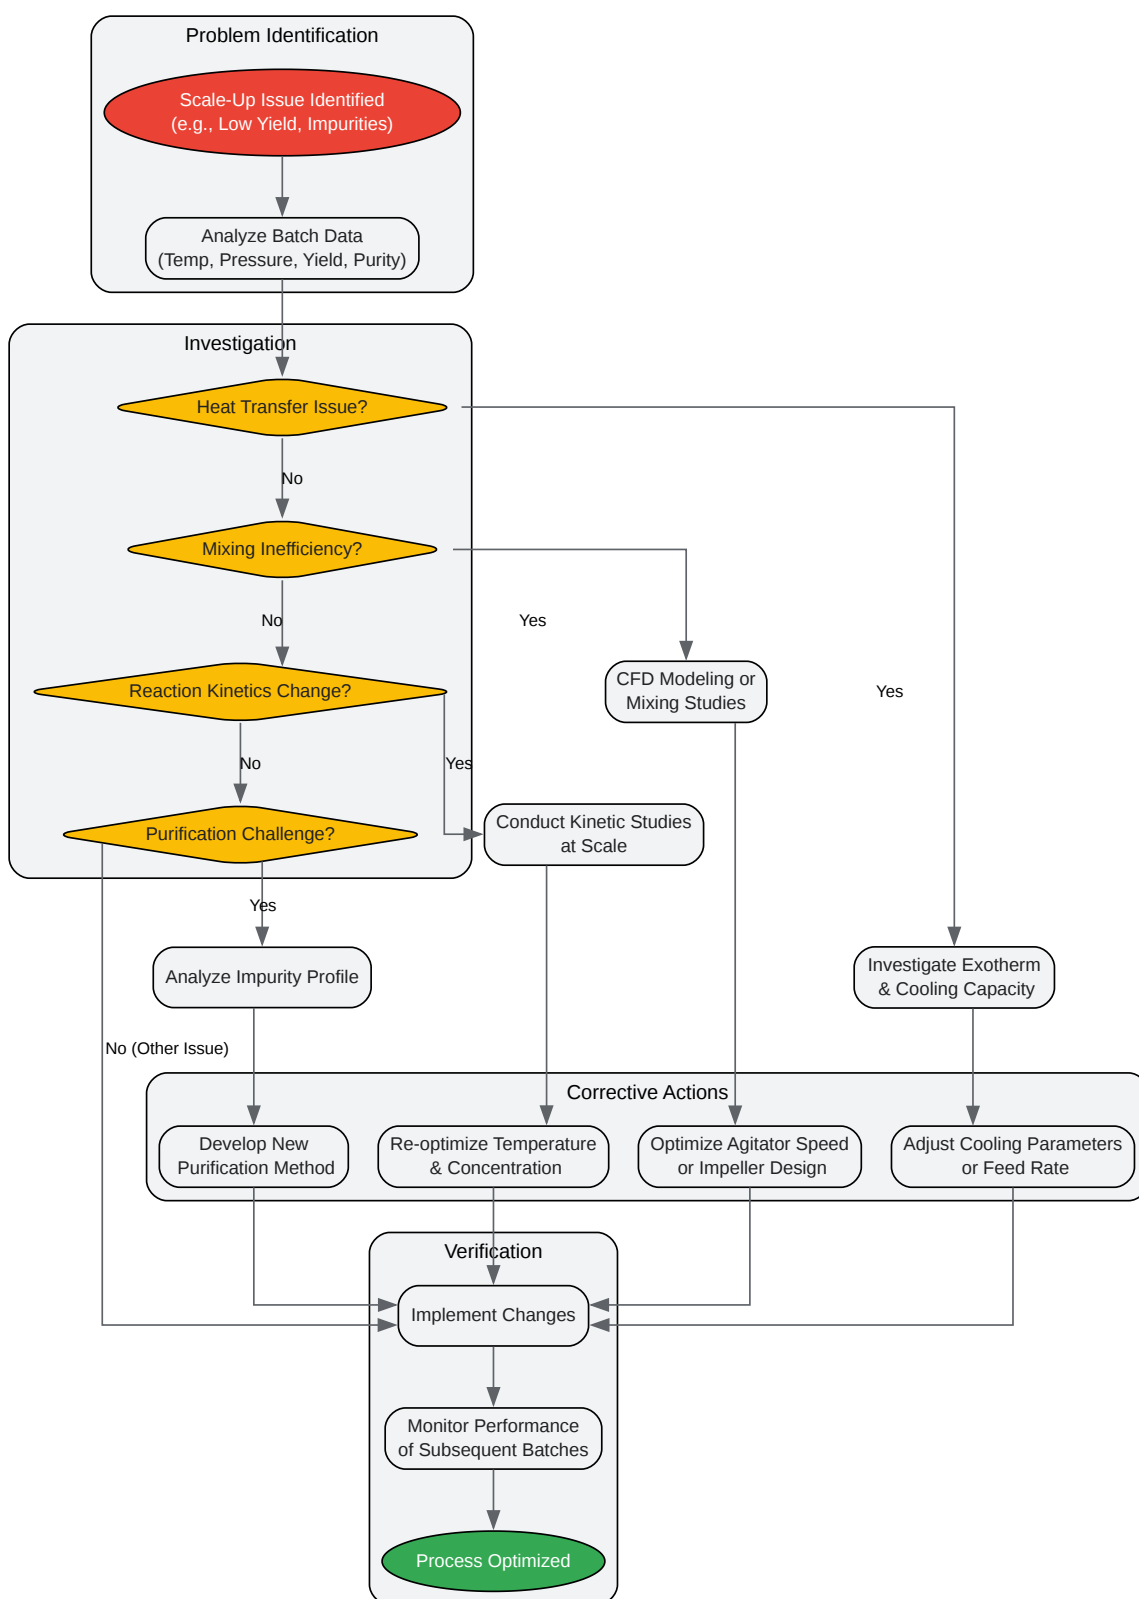 Problem Identification
Scale-Up Issue Identified
(e.g., Low Yield, Impurities)
Analyze Batch Data
(Temp, Pressure, Yield, Purity)
Investigation
Heat Transfer Issue?
No
Mixing Inefficiency?
No
Yes
Reaction Kinetics Change?
CFD Modeling or
Mixing Studies
Yes
No
Yes
Purification Challenge?
Conduct Kinetic Studies
at Scale
Yes
Analyze Impurity Profile
Investigate Exotherm
& Cooling Capacity
No (Other Issue)
Corrective Actions
Develop New
Purification Method
Re-optimize Temperature
& Concentration
Optimize Agitator Speed
or Impeller Design
Adjust Cooling Parameters
or Feed Rate
Verification
Implement Changes
Monitor Performance
of Subsequent Batches
Process Optimized